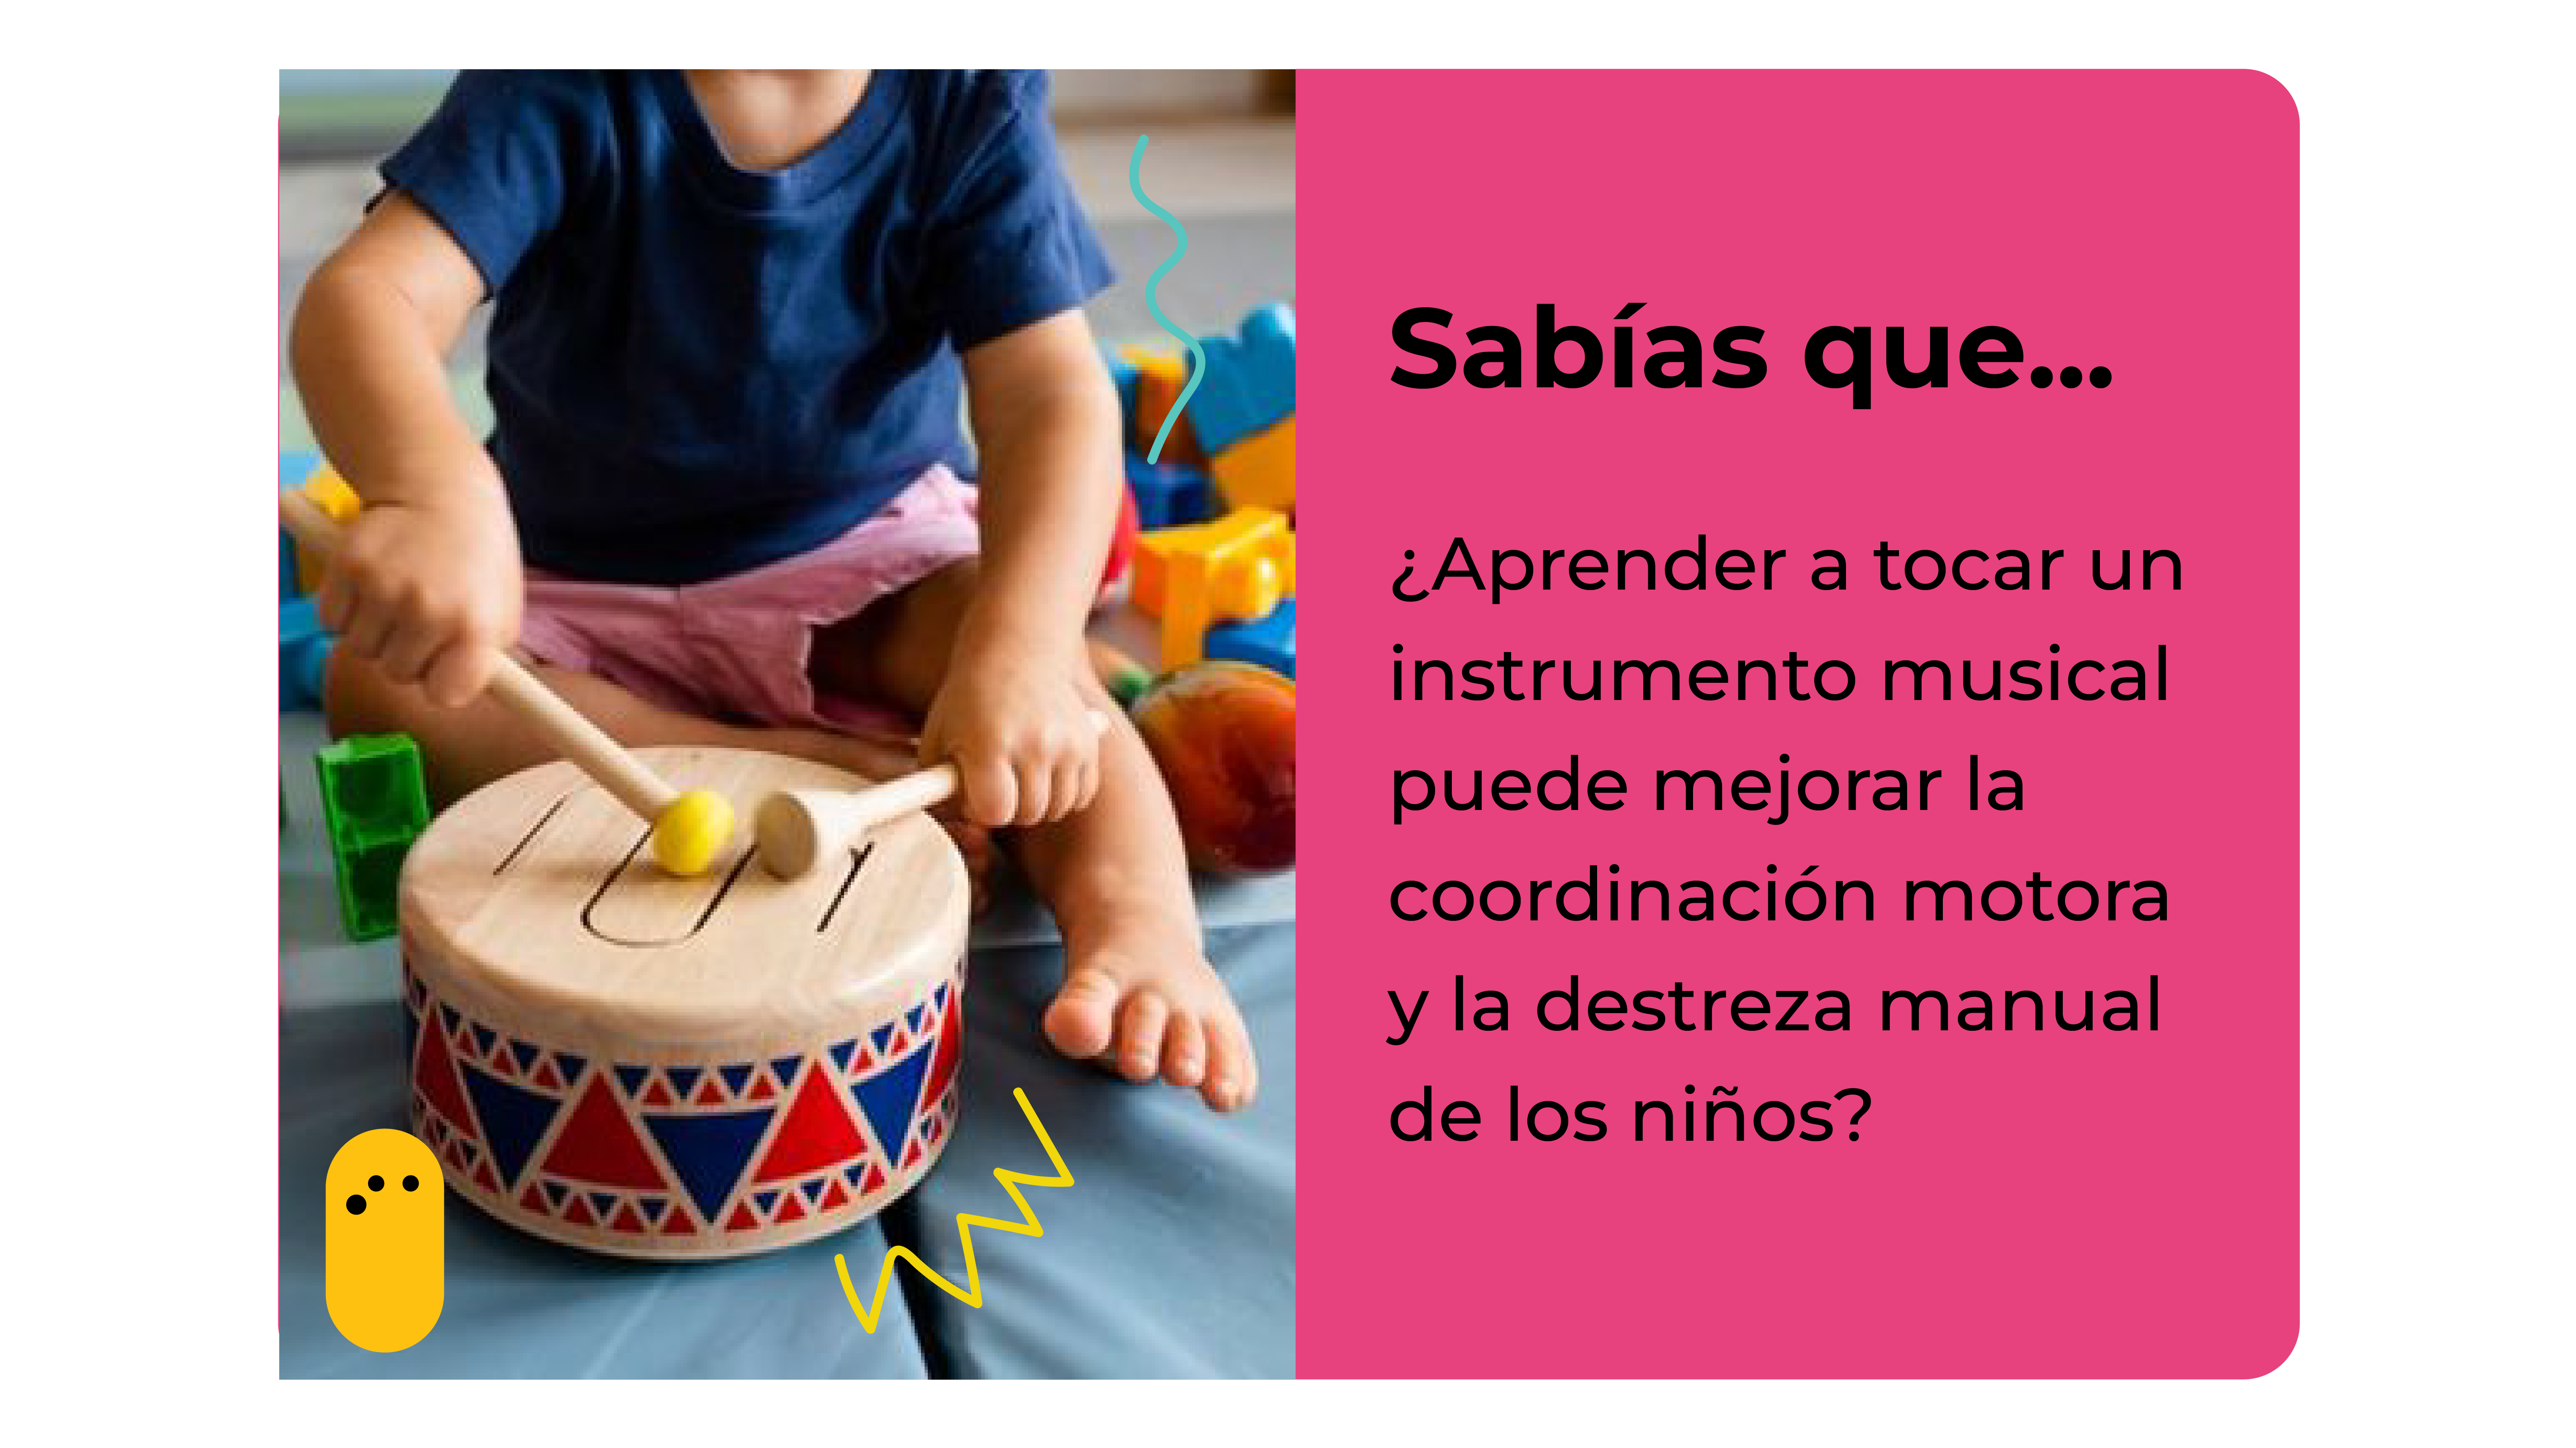 Sabías que...
¿Aprender a tocar un
instrumento musical
puede mejorar la
coordinación motora
y la destreza manual
de los niños?